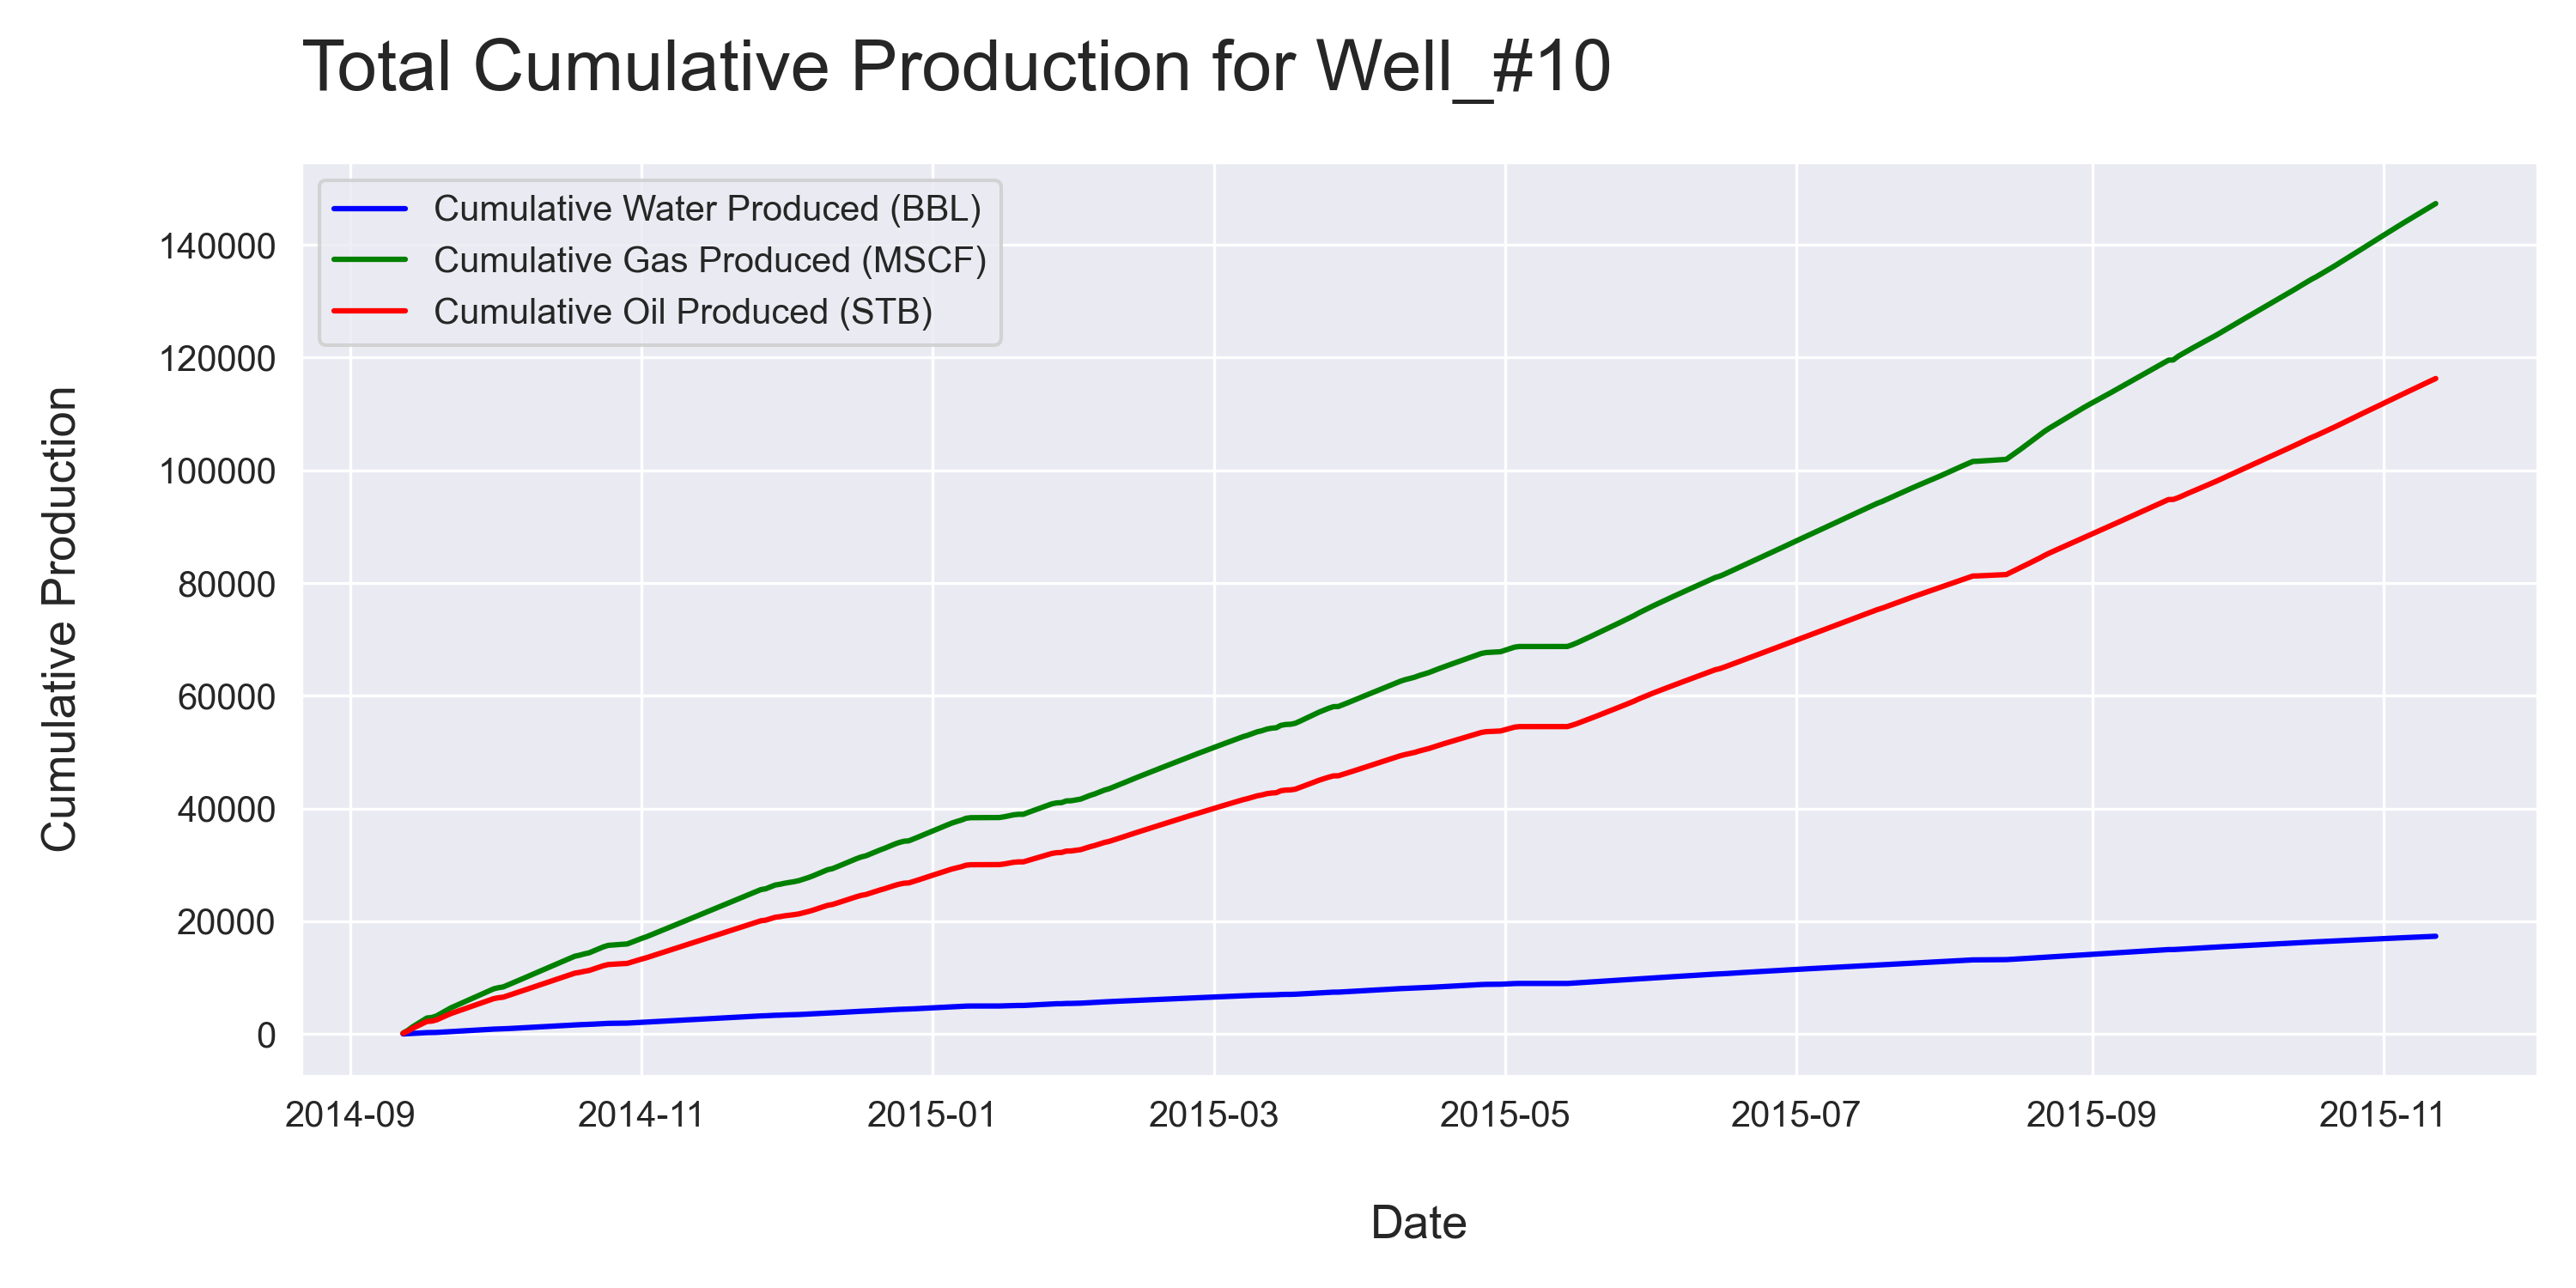 Total Cumulative Production for Well_#10
Cumulative Water Produced (BBL)
Cumulative Gas Produced (MSCF)
Cumulative Oil Produced (STB)
Cumulative Production
140000
120000
100000
80000
60000
40000
20000
0
2014-09
2014-11
2015-01
2015-03
2015-05
2015-07
2015-09
2015-11
Date